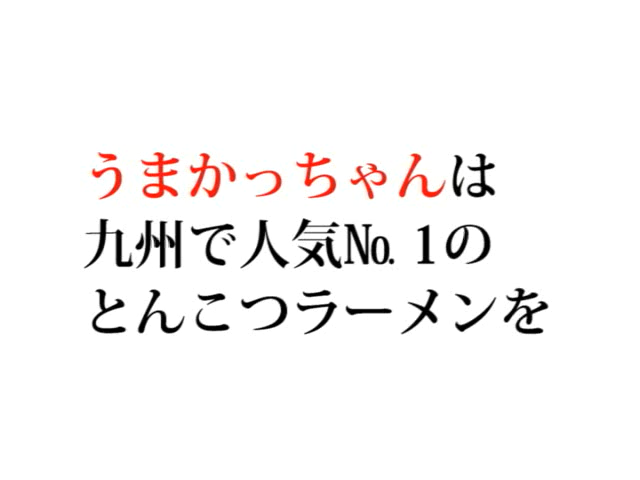 うまかっちゃんは
九州で人気№1の
とんこつラーメンを